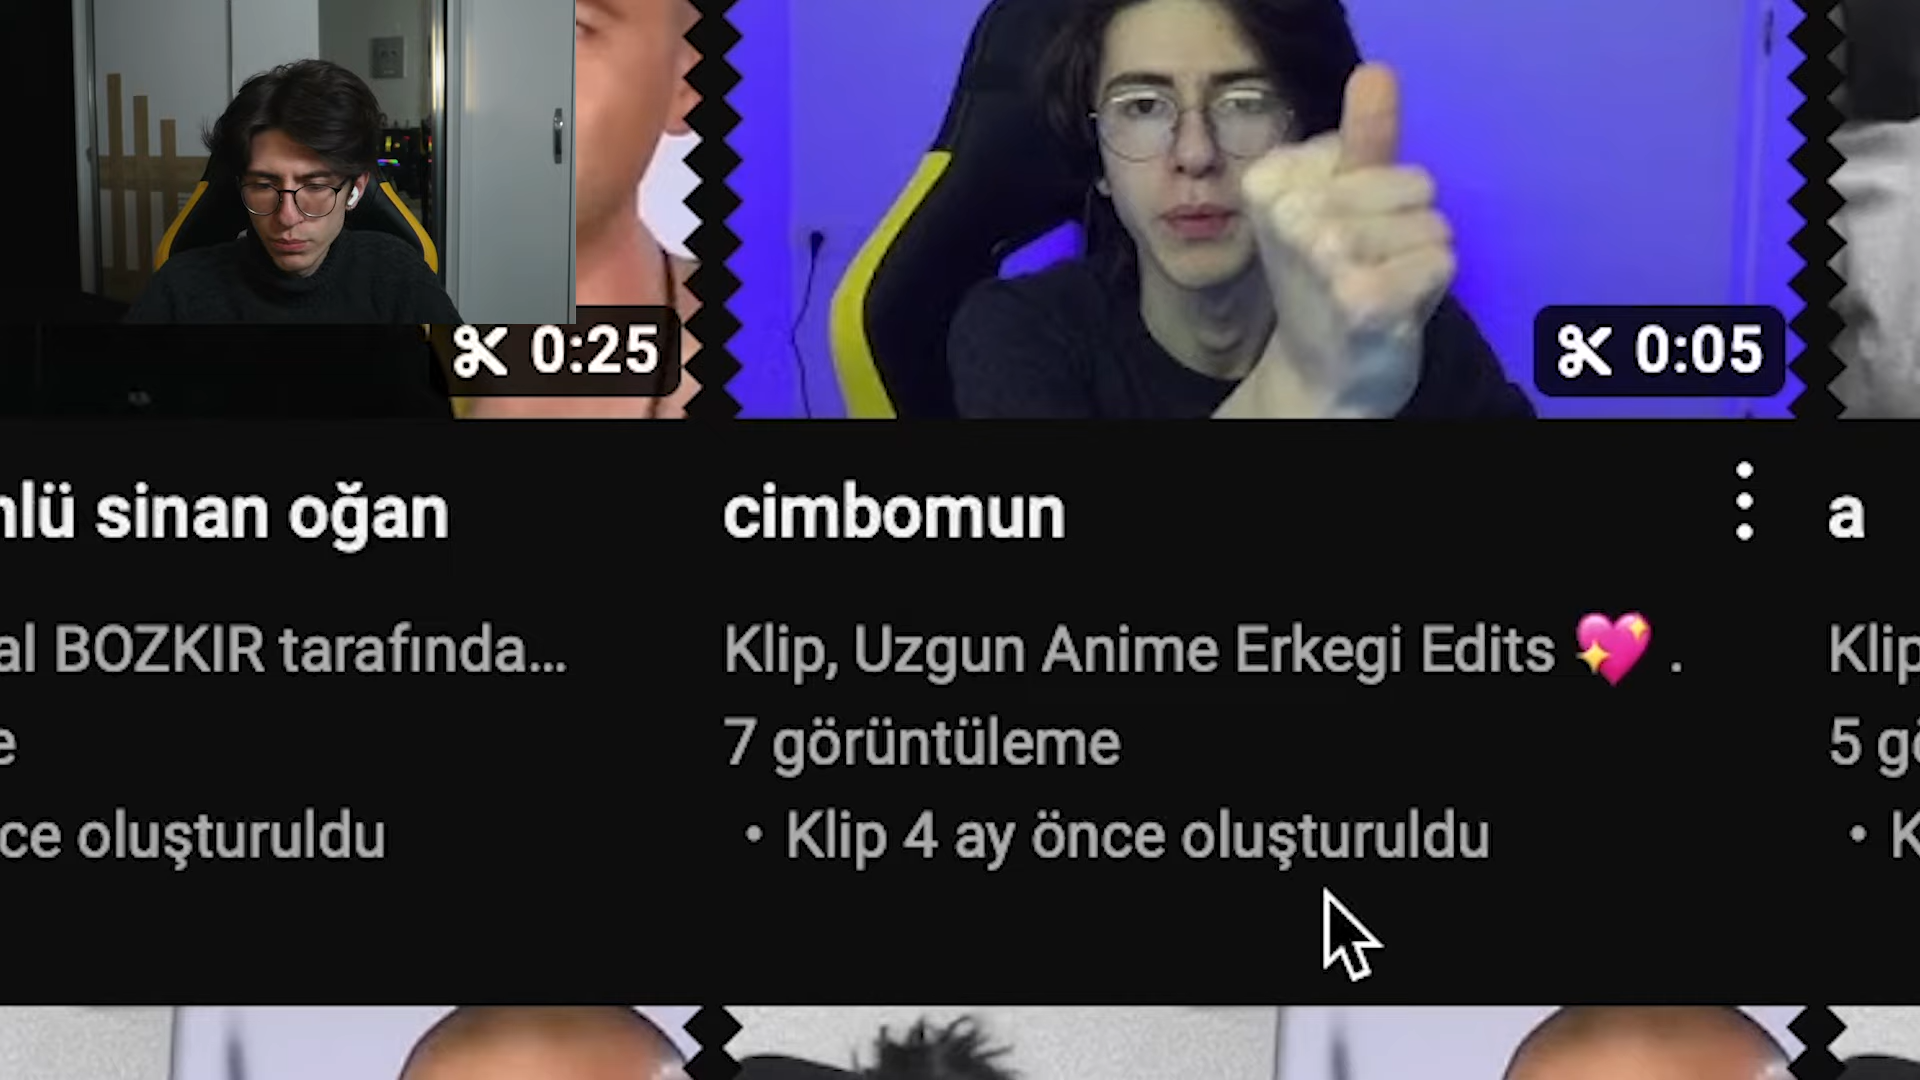 0:25
0:05
nlü sinan oğan
cimbomun
a
al BOZKIR tarafında...
Klip, Uzgun Anime Erkegi Edits 💖 .
Klip
e
7 görüntüleme
5 gö
ce oluşturuldu
• Klip 4 ay önce oluşturuldu
• K